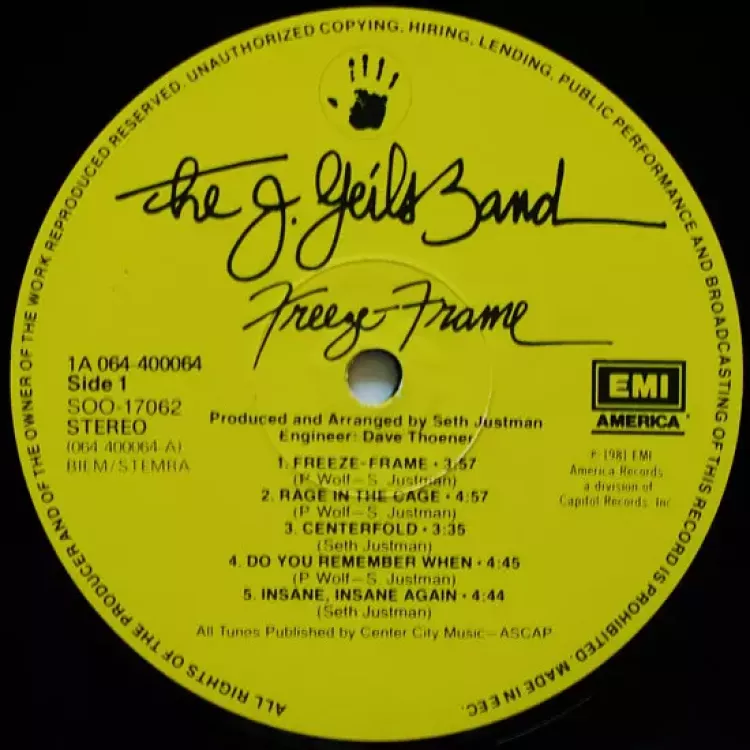 ALL RIGHTS OF THE PRODUCER AND OF THE OWNER OF THE WORK REPRODUCED RESERVED. UNAUTHORIZED COPYING, HIRING, LENDING, PUBLIC PERFORMANCE AND BROADCASTING OF THIS RECORD IS PROHIBITED. MADE IN EEC.
The J. Geils Band
Freeze-Frame
1A 064-400064
Side 1
SOO-17062
STEREO
(064-400064-A)
BIEM/STEMRA
EMI
AMERICA
℗ 1981 EMI
America Records
a division of
Capitol Records, Inc
Produced and Arranged by Seth Justman
Engineer: Dave Thoener
1. FREEZE-FRAME • 3:57
(P. Wolf—S. Justman)
2. RAGE IN THE CAGE • 4:57
(P. Wolf—S. Justman)
3. CENTERFOLD • 3:35
(Seth Justman)
4. DO YOU REMEMBER WHEN • 4:45
(P. Wolf—S. Justman)
5. INSANE, INSANE AGAIN • 4:44
(Seth Justman)
All Tunes Published by Center City Music—ASCAP